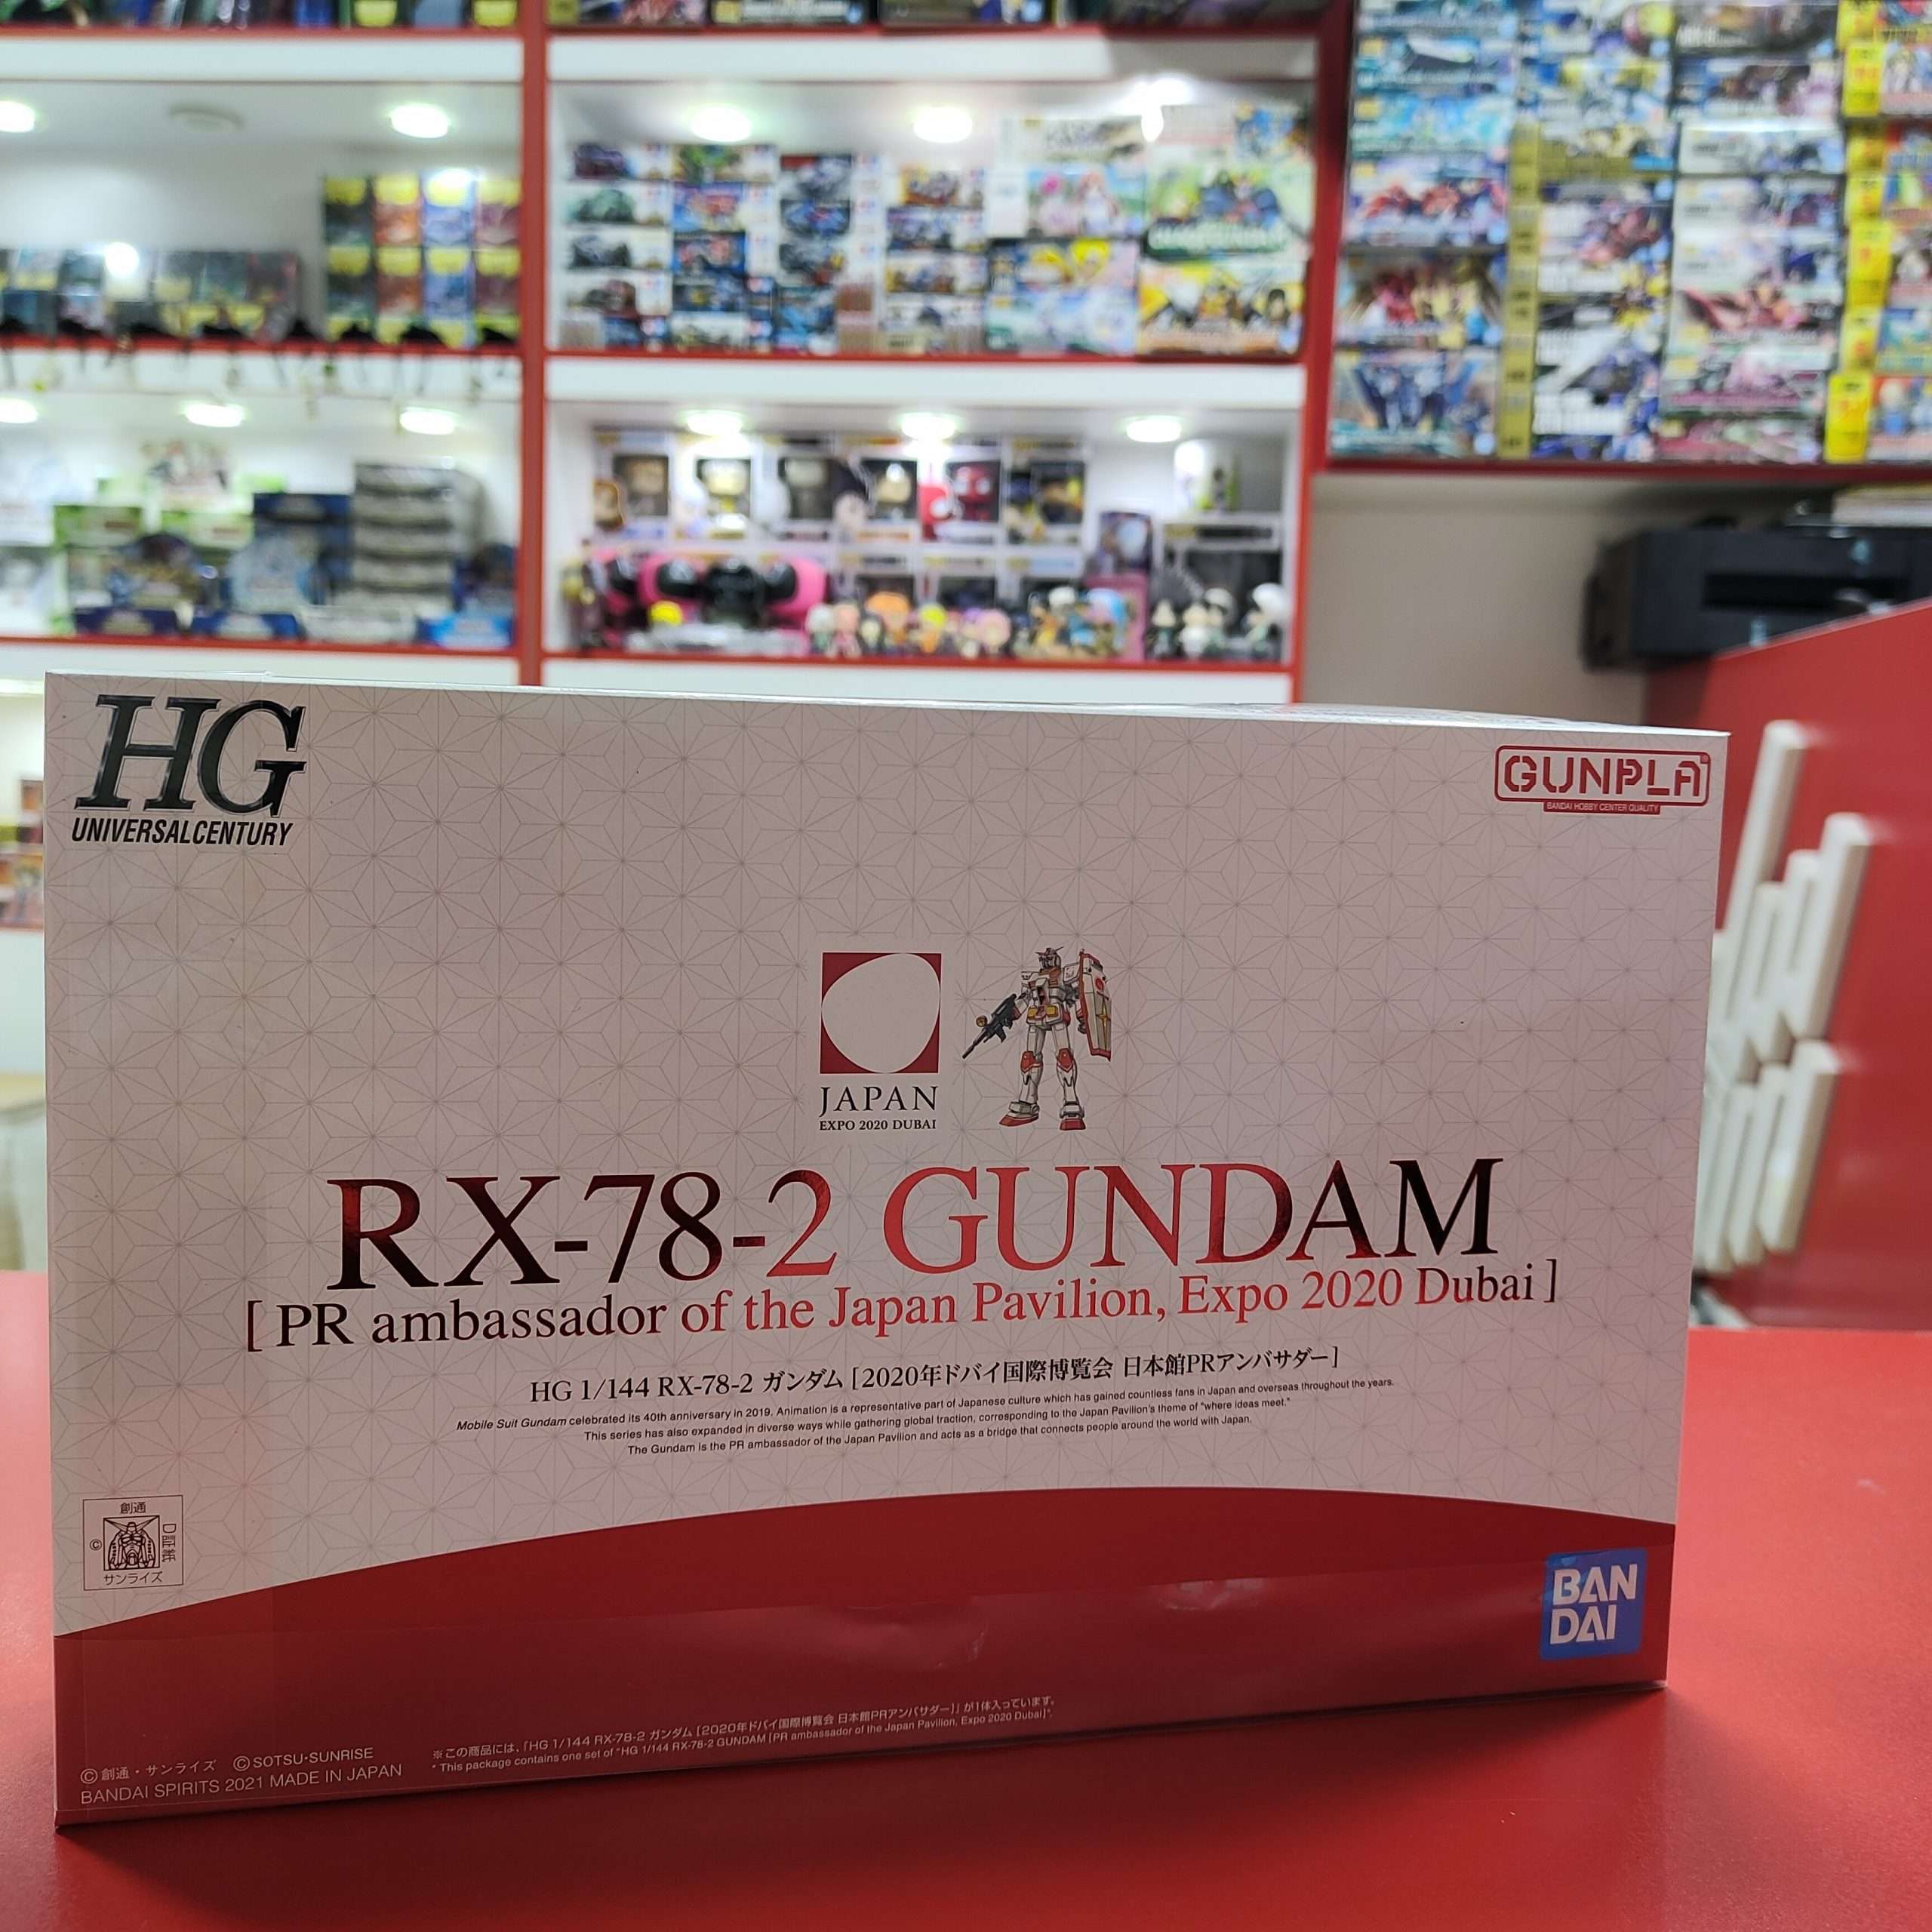 HG
UNIVERSALCENTURY
GUNPLA
BANDAI HOBBY CENTER QUALITY
JAPAN
EXPO 2020 DUBAI
RX-78-2 GUNDAM
[PR ambassador of the Japan Pavilion, Expo 2020 Dubai]
HG 1/144 RX-78-2 ガンダム [2020年ドバイ国際博覧会 日本館PRアンバサダー]
Mobile Suit Gundam celebrated its 40th anniversary in 2019. Animation is a representative part of Japanese culture which has gained countless fans in Japan and overseas throughout the years.
This series has also expanded in diverse ways while gathering global traction, corresponding to the Japan Pavilion's theme of "where ideas meet."
The Gundam is the PR ambassador of the Japan Pavilion and acts as a bridge that connects people around the world with Japan.
創通
©
D証紙
サンライズ
BAN
DAI
※この商品には、「HG 1/144 RX-78-2 ガンダム [2020年ドバイ国際博覧会 日本館PRアンバサダー]」が1体入っています。
* This package contains one set of "HG 1/144 RX-78-2 GUNDAM [PR ambassador of the Japan Pavilion, Expo 2020 Dubai]".
©創通・サンライズ ©SOTSU·SUNRISE
BANDAI SPIRITS 2021 MADE IN JAPAN